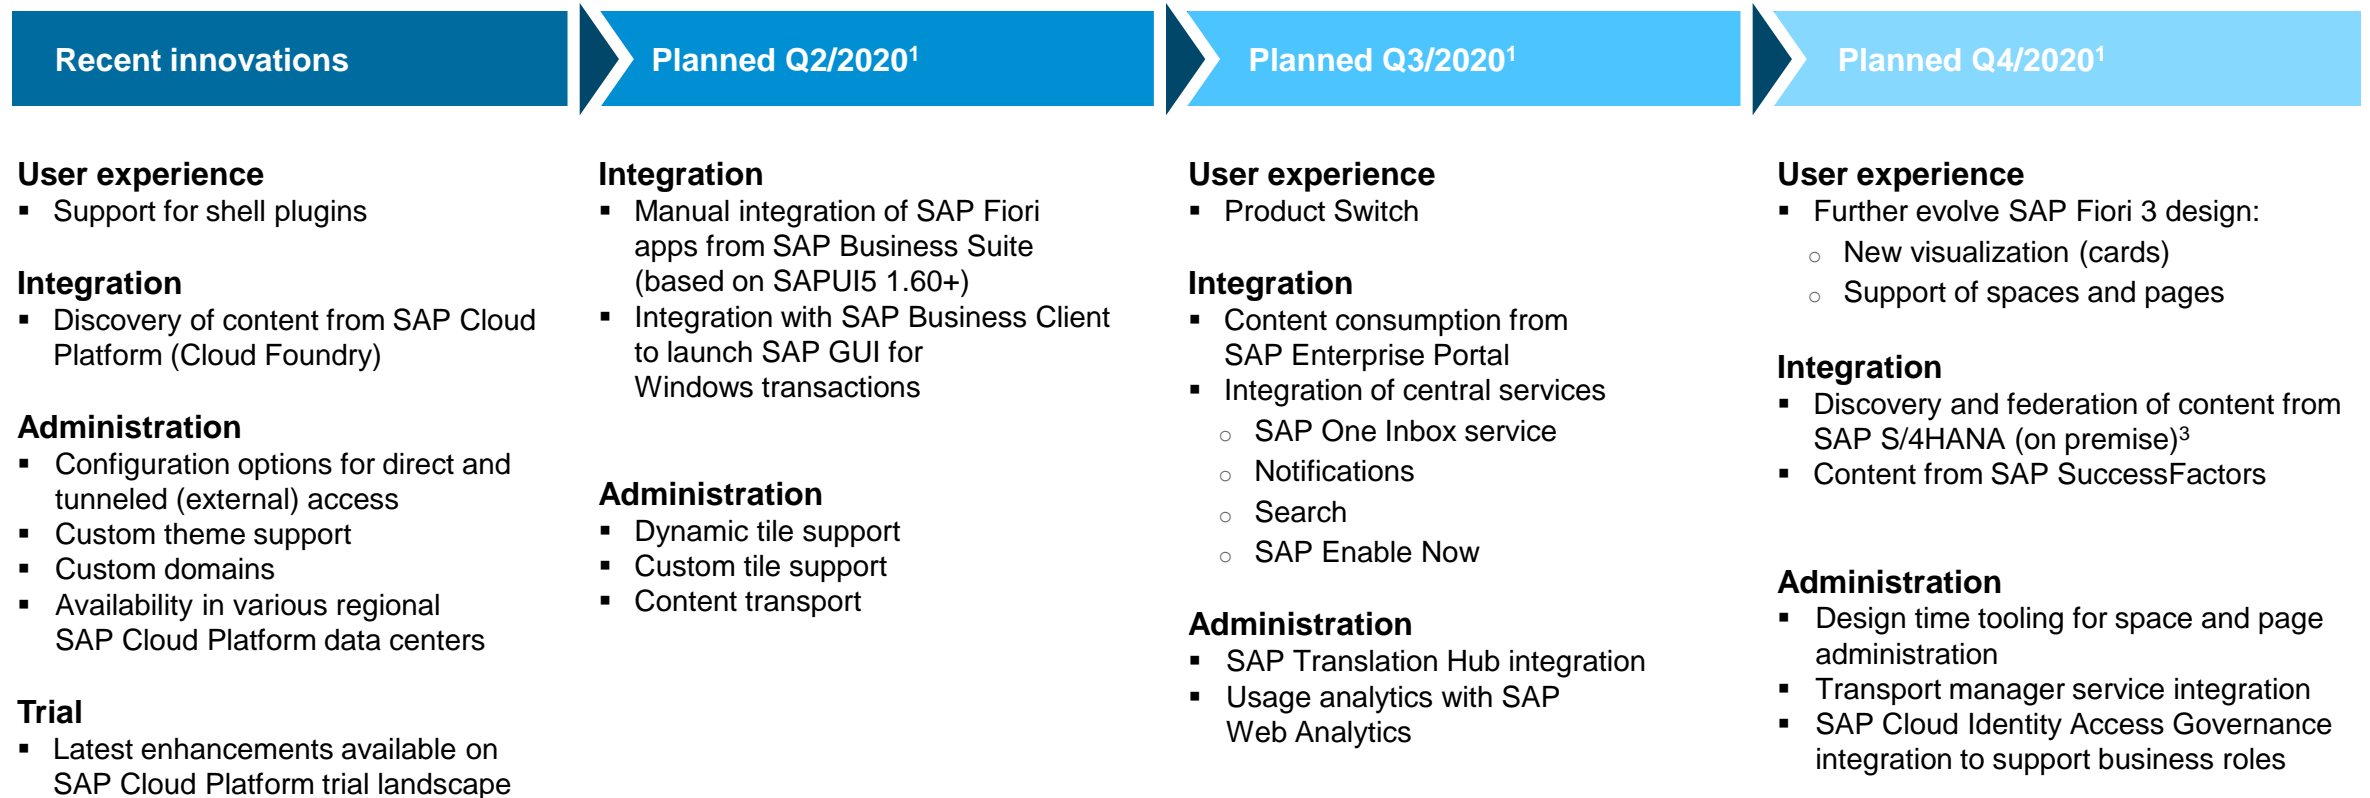 Recent innovations
Planned Q2/2020¹
Planned Q3/2020¹
Planned Q4/2020¹
User experience
▪ Support for shell plugins
Integration
▪ Discovery of content from SAP Cloud
Platform (Cloud Foundry)
Administration
▪ Configuration options for direct and
tunneled (external) access
▪ Custom theme support
▪ Custom domains
▪ Availability in various regional
SAP Cloud Platform data centers
Trial
▪ Latest enhancements available on
SAP Cloud Platform trial landscape
Integration
▪ Manual integration of SAP Fiori
apps from SAP Business Suite
(based on SAPUI5 1.60+)
▪ Integration with SAP Business Client
to launch SAP GUI for
Windows transactions
Administration
▪ Dynamic tile support
▪ Custom tile support
▪ Content transport
User experience
▪ Product Switch
Integration
▪ Content consumption from
SAP Enterprise Portal
▪ Integration of central services
○ SAP One Inbox service
○ Notifications
○ Search
○ SAP Enable Now
Administration
▪ SAP Translation Hub integration
▪ Usage analytics with SAP
Web Analytics
User experience
▪ Further evolve SAP Fiori 3 design:
○ New visualization (cards)
○ Support of spaces and pages
Integration
▪ Discovery and federation of content from
SAP S/4HANA (on premise)³
▪ Content from SAP SuccessFactors
Administration
▪ Design time tooling for space and page
administration
▪ Transport manager service integration
▪ SAP Cloud Identity Access Governance
integration to support business roles